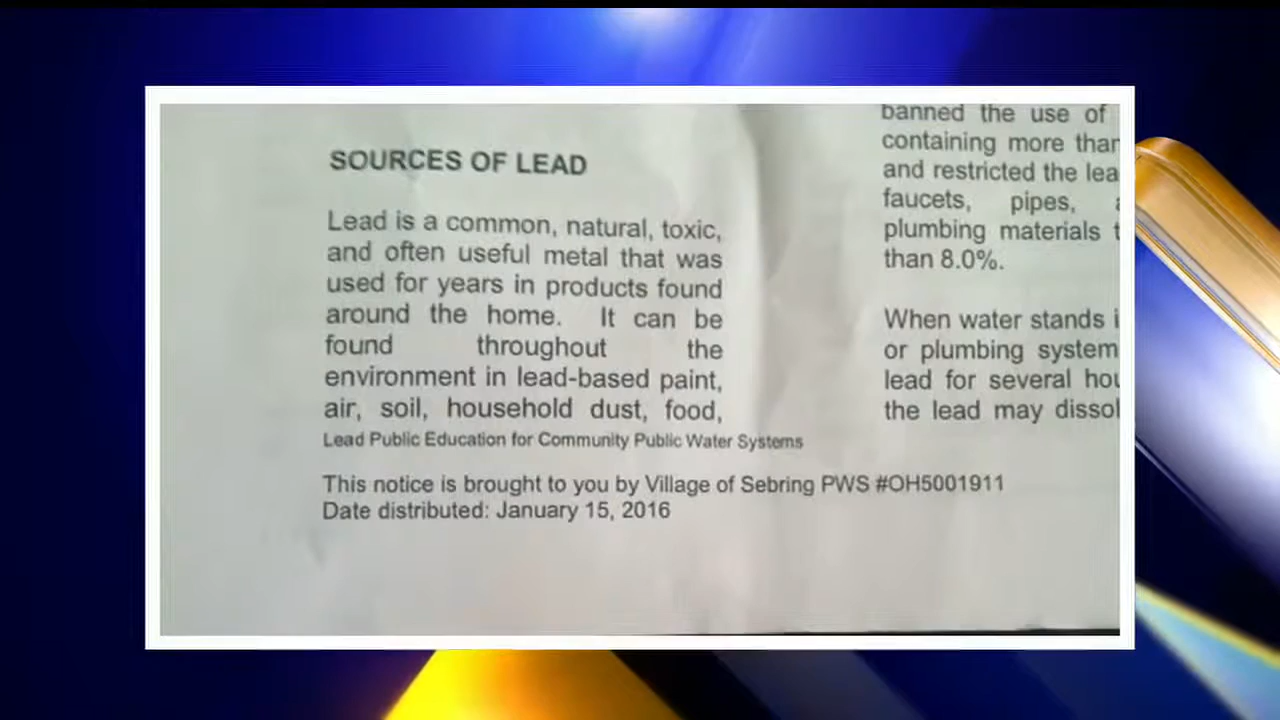 SOURCES OF LEAD
Lead is a common, natural, toxic,
and often useful metal that was
used for years in products found
around the home. It can be
found throughout the
environment in lead-based paint,
air, soil, household dust, food,
Lead Public Education for Community Public Water Systems
This notice is brought to you by Village of Sebring PWS #OH5001911
Date distributed: January 15, 2016
banned the use of
containing more than
and restricted the lea
faucets, pipes,
plumbing materials t
than 8.0%.
When water stands i
or plumbing system
lead for several hou
the lead may dissol